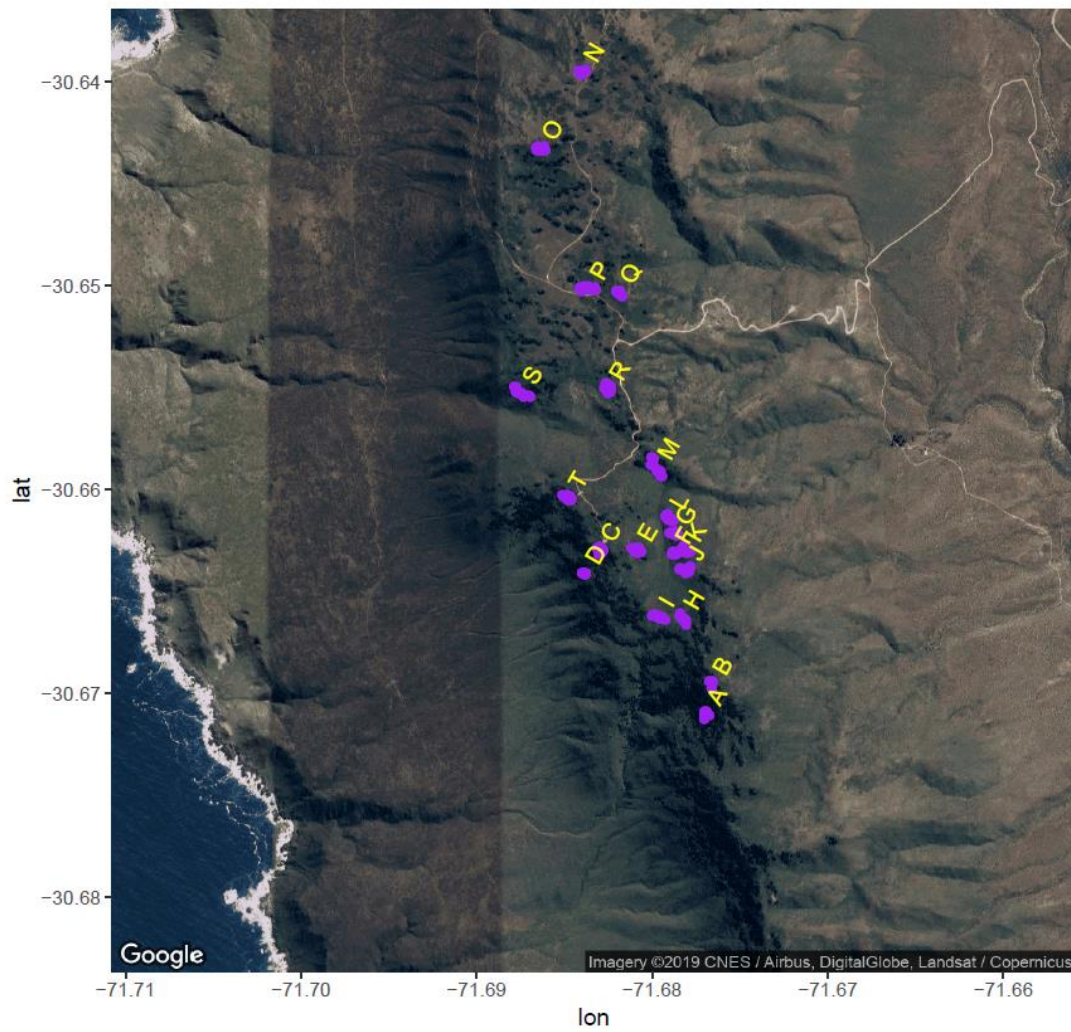 N
−30.64
O
P
Q
−30.65
S
R
M
−30.66
T
L
G
C
E
F
K
D
J
I
H
B
−30.67
A
−30.68
Google
Imagery ©2019 CNES / Airbus, DigitalGlobe, Landsat / Copernicus
−71.71
−71.70
−71.69
−71.68
−71.67
−71.66
lon
lat